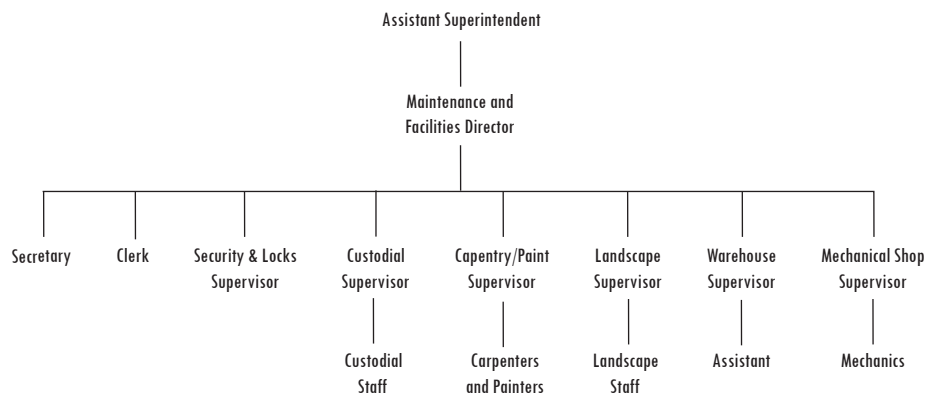 Assistant Superintendent
Maintenance and
Facilities Director
Secretary
Clerk
Security & Locks
Supervisor
Custodial
Supervisor
Capentry/Paint
Supervisor
Landscape
Supervisor
Warehouse
Supervisor
Mechanical Shop
Supervisor
Custodial
Staff
Carpenters
and Painters
Landscape
Staff
Assistant
Mechanics